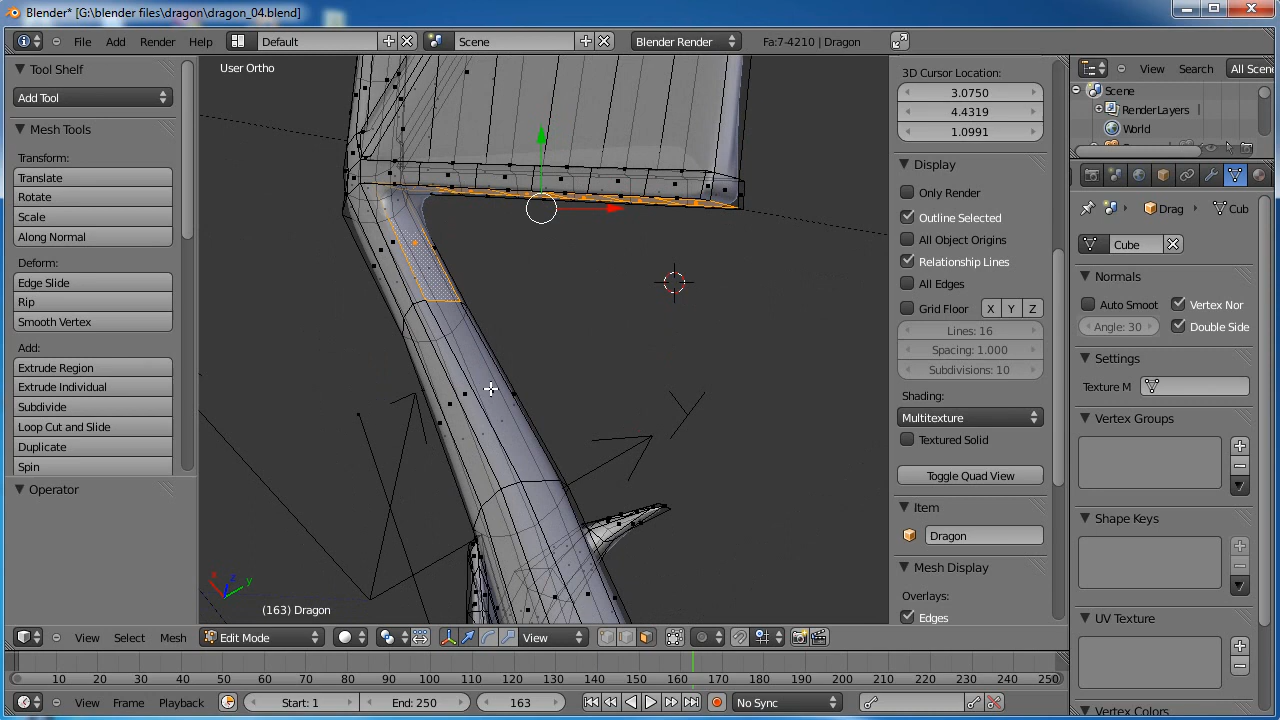 Blender* [G:\blender files\dragon\dragon_04.blend]
File Add Render Help Default Scene Blender Render Fa:7-4210 | Dragon
Tool Shelf
Add Tool
Mesh Tools
Transform:
Translate
Rotate
Scale
Along Normal
Deform:
Edge Slide
Rip
Smooth Vertex
Add:
Extrude Region
Extrude Individual
Subdivide
Loop Cut and Slide
Duplicate
Spin
Operator
User Ortho
x z y
(163) Dragon
3D Cursor Location:
3.0750
4.4319
1.0991
Display
Only Render
Outline Selected
All Object Origins
Relationship Lines
All Edges
Grid Floor X Y Z
Lines: 16
Spacing: 1.000
Subdivisions: 10
Shading:
Multitexture
Textured Solid
Toggle Quad View
Item
Dragon
Mesh Display
Overlays:
Edges
View Search All Scene
Scene
RenderLayers
World
Drag Cub
Cube
Normals
Auto Smoot Vertex Nor
Angle: 30 Double Side
Settings
Texture M
Vertex Groups
Shape Keys
UV Texture
Vertex Colors
View Select Mesh Edit Mode View
10 20 30 40 50 60 70 80 90 100 110 120 130 140 150 160 170 180 190 200 210 220 230 240 250
View Frame Playback Start: 1 End: 250 163 No Sync